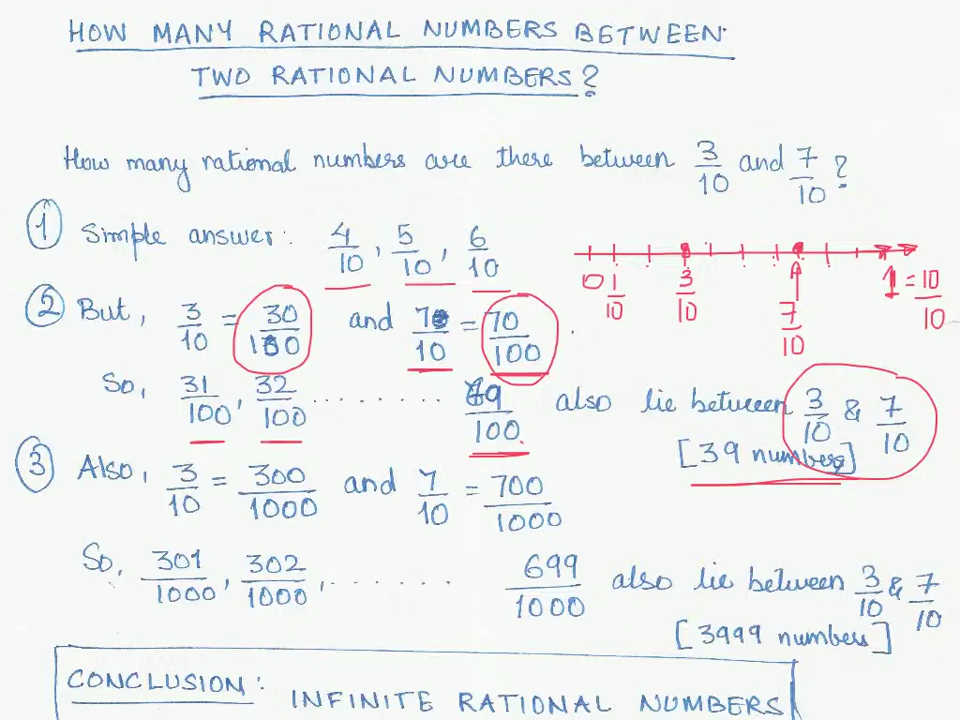 HOW MANY RATIONAL NUMBERS BETWEEN
TWO RATIONAL NUMBERS?
How many rational numbers are there between 3/10 and 7/10?
① Simple answer: 4/10, 5/10, 6/10
0 1/10 3/10 7/10 1 = 10/10
② But, 3/10 = 30/100 and 70/10 = 70/100
So, 31/100, 32/100 ........ 69/100 also lie between 3/10 & 7/10
[39 numbers]
③ Also, 3/10 = 300/1000 and 7/10 = 700/1000
So, 301/1000, 302/1000, ........ 699/1000 also lie between 3/10 & 7/10
[3999 numbers]
CONCLUSION: INFINITE RATIONAL NUMBERS